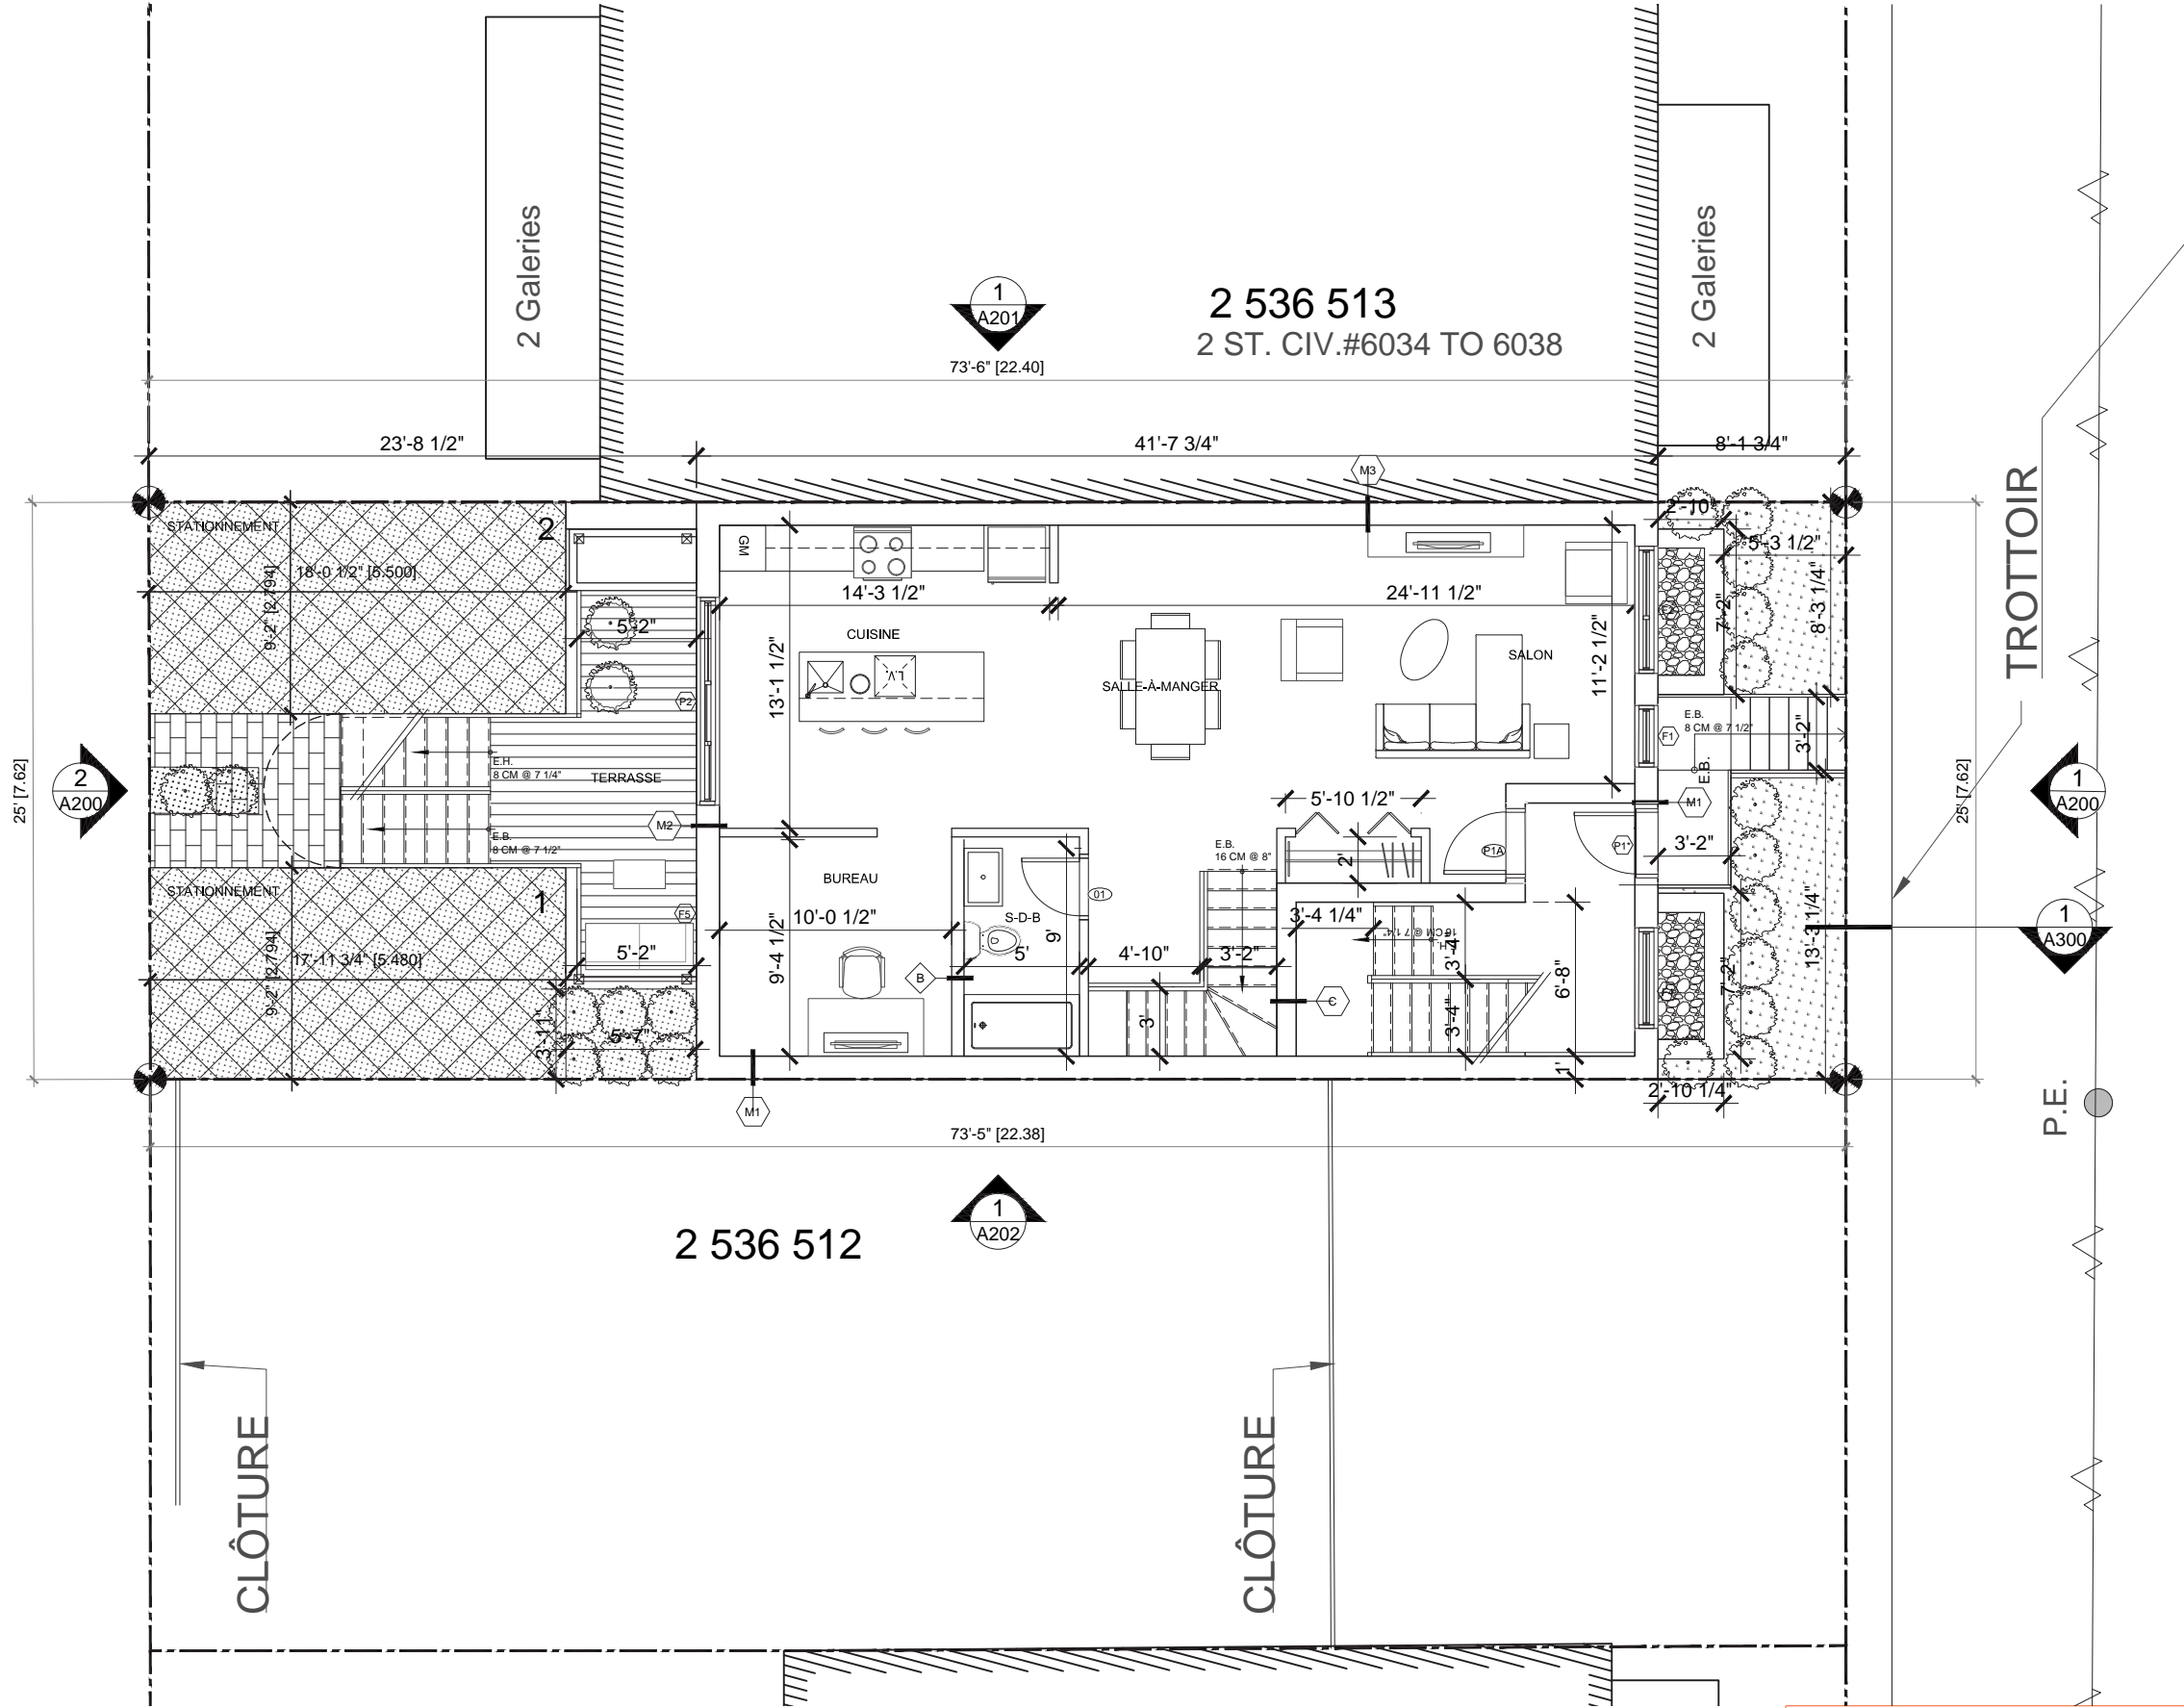 2 Galeries
2 Galeries
1
A201
2 536 513
2 ST. CIV.#6034 TO 6038
73'-6" [22.40]
23'-8 1/2"
41'-7 3/4"
8'-1 3/4"
M3
TROTTOIR
STATIONNEMENT
2
18'-0 1/2" [5.500]
9'-2" [2.794]
GM
14'-3 1/2"
24'-11 1/2"
2'-10"
5'-3 1/2"
7'-2"
8'-3 1/4"
5'-2"
CUISINE
L.V.
13'-1 1/2"
SALLE-À-MANGER
SALON
11'-2 1/2"
P2
F1
E.B.
8 CM @ 7 1/2"
3'-2"
E.B.
25' [7.62]
2
A200
E.H.
8 CM @ 7 1/4"
TERRASSE
E.B.
8 CM @ 7 1/2"
M2
5'-10 1/2"
2'
P1A
P1*
M1
3'-2"
1
A200
25' [7.62]
STATIONNEMENT
1
17'-11 3/4" [5.480]
9'-2" [2.794]
F5
5'-2"
3'-11"
5'-7"
BUREAU
10'-0 1/2"
9'-4 1/2"
B
S-D-B
01
5'
9'
E.B.
16 CM @ 8"
4'-10"
3'-2"
3'
C
3'-4 1/4"
E.H.
16 CM @ 7 1/4"
3'-4"
3'-4"
6'-8"
1'
7'-2"
13'-3 1/4"
2'-10 1/4"
1
A300
P.E.
M1
73'-5" [22.38]
2 536 512
1
A202
CLÔTURE
CLÔTURE